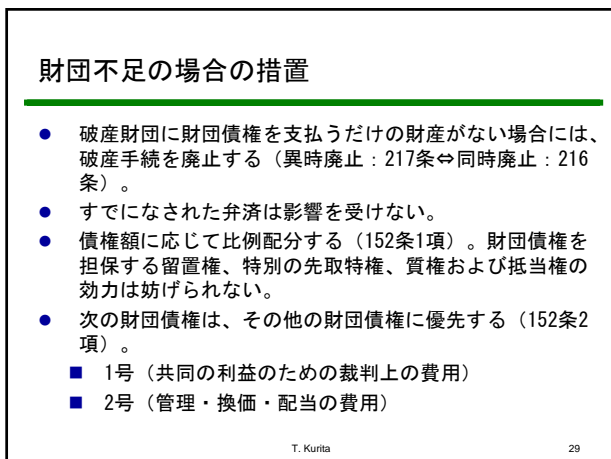 財団不足の場合の措置
● 破産財団に財団債権を支払うだけの財産がない場合には、
破産手続を廃止する（異時廃止：217条⇔同時廃止：216
条）。
● すでになされた弁済は影響を受けない。
● 債権額に応じて比例配分する（152条1項）。財団債権を
担保する留置権、特別の先取特権、質権および抵当権の
効力は妨げられない。
● 次の財団債権は、その他の財団債権に優先する（152条2
項）。
■ 1号（共同の利益のための裁判上の費用）
■ 2号（管理・換価・配当の費用）
T. Kurita 29